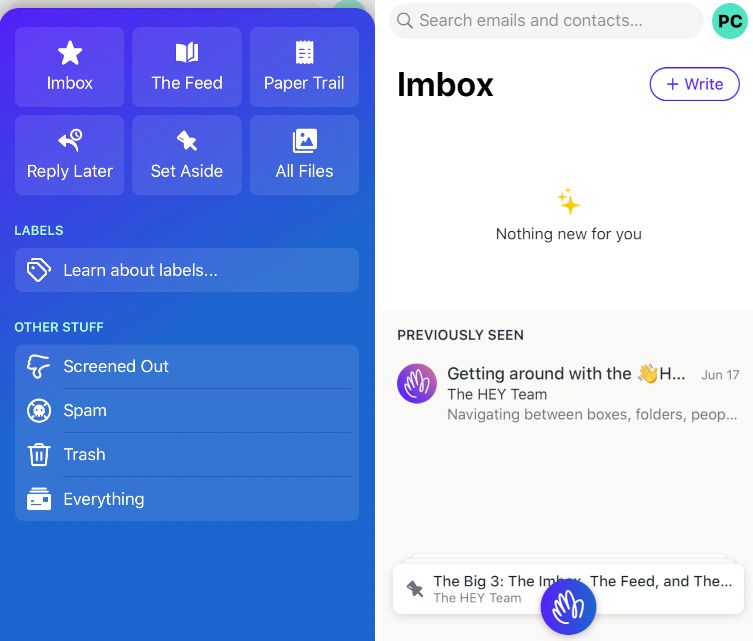 Imbox
The Feed
Paper Trail
Reply Later
Set Aside
All Files
LABELS
Learn about labels...
OTHER STUFF
Screened Out
Spam
Trash
Everything
Search emails and contacts...
PC
Imbox
+ Write
Nothing new for you
PREVIOUSLY SEEN
Getting around with the 👋H... Jun 17
The HEY Team
Navigating between boxes, folders, peop...
The Big 3: The Imbox, The Feed, and The...
The HEY Team